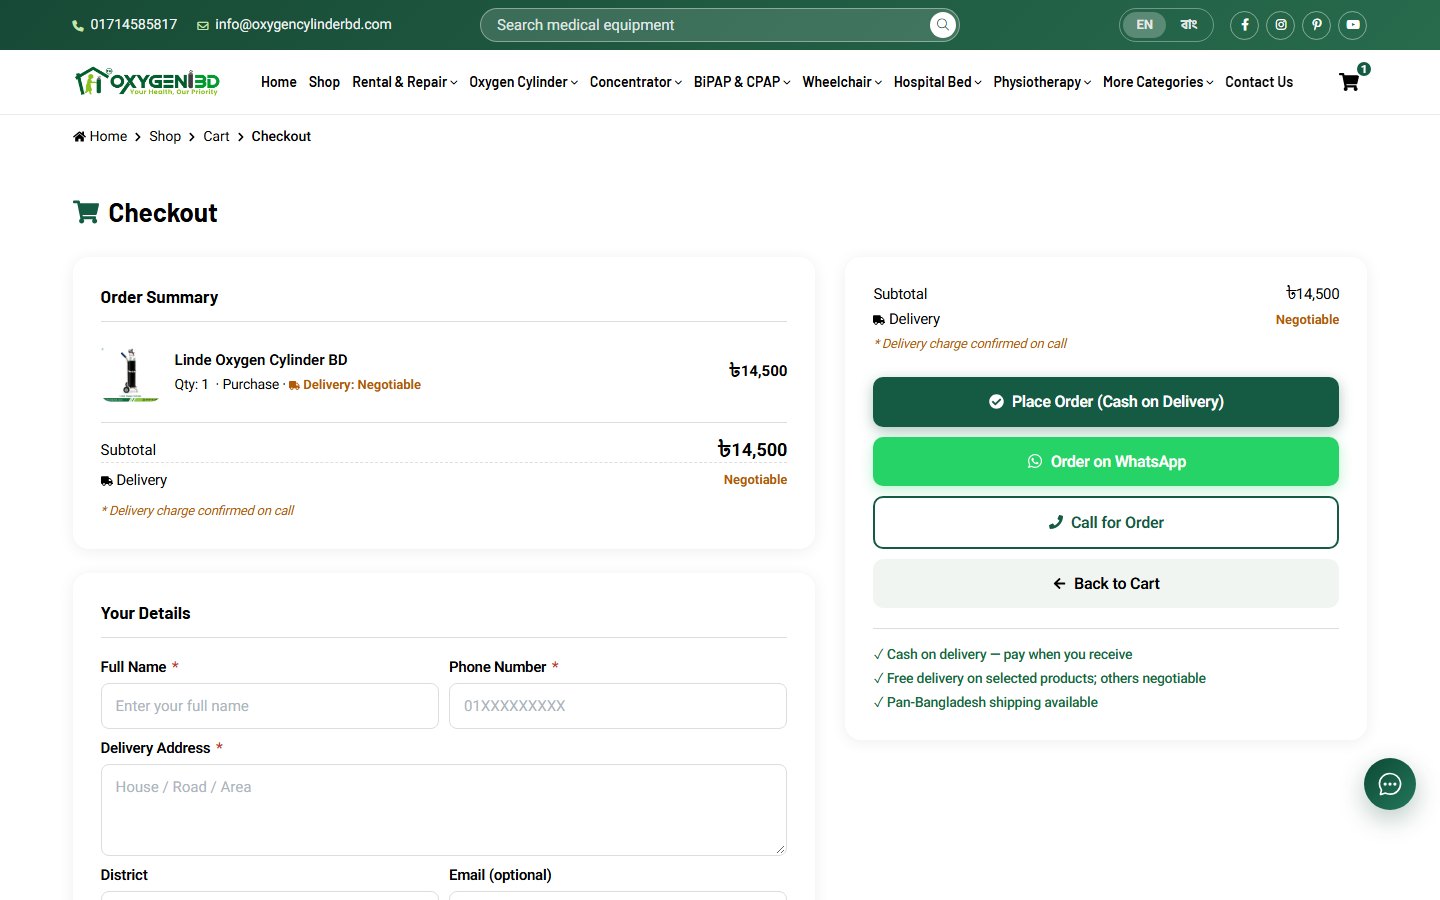 01714585817
info@oxygencylinderbd.com
Search medical equipment
EN
বাং
OXYGENBD
Your Health, Our Priority
Home
Shop
Rental & Repair
Oxygen Cylinder
Concentrator
BiPAP & CPAP
Wheelchair
Hospital Bed
Physiotherapy
More Categories
Contact Us
1
Home
Shop
Cart
Checkout
Checkout
Order Summary
Linde Oxygen Cylinder BD
Qty: 1 · Purchase · Delivery: Negotiable
৳14,500
Subtotal
৳14,500
Delivery
Negotiable
* Delivery charge confirmed on call
Your Details
Full Name *
Phone Number *
Enter your full name
01XXXXXXXXX
Delivery Address *
House / Road / Area
District
Email (optional)
Subtotal
৳14,500
Delivery
Negotiable
* Delivery charge confirmed on call
Place Order (Cash on Delivery)
Order on WhatsApp
Call for Order
Back to Cart
✓ Cash on delivery — pay when you receive
✓ Free delivery on selected products; others negotiable
✓ Pan-Bangladesh shipping available